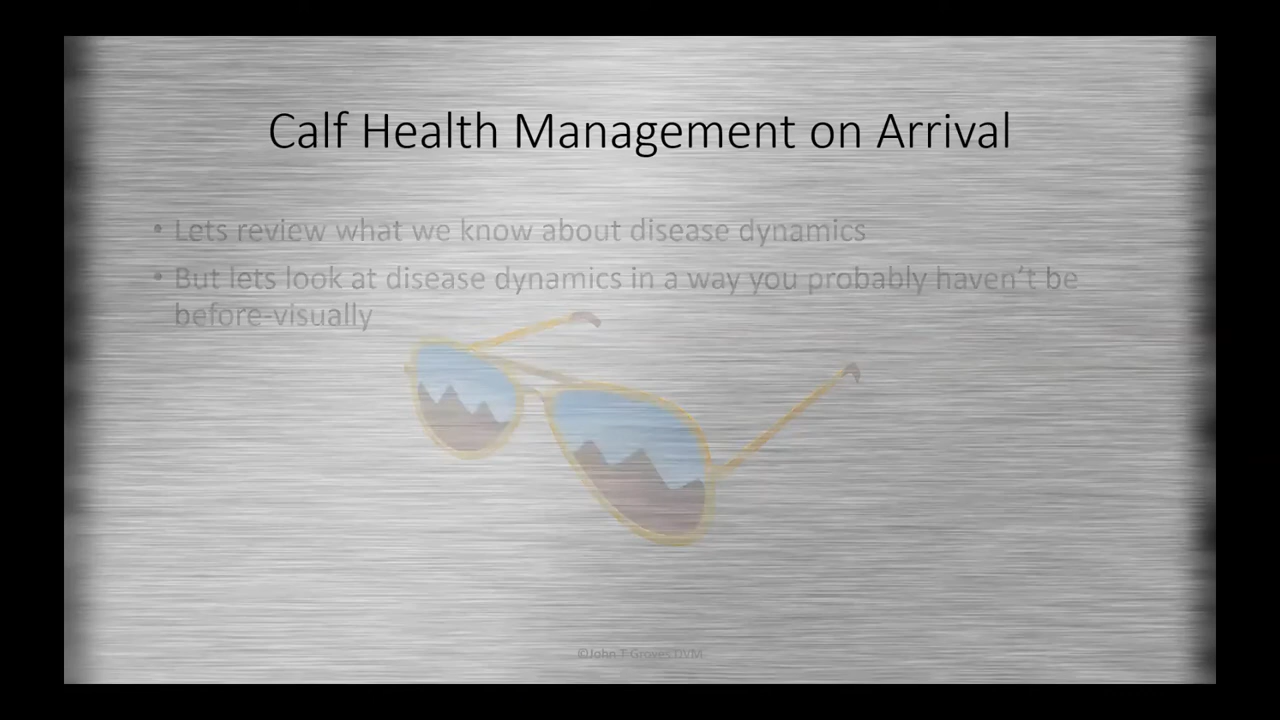 Calf Health Management on Arrival
• Lets review what we know about disease dynamics
• But lets look at disease dynamics in a way you probably haven't be
before-visually
©John T Groves DVM